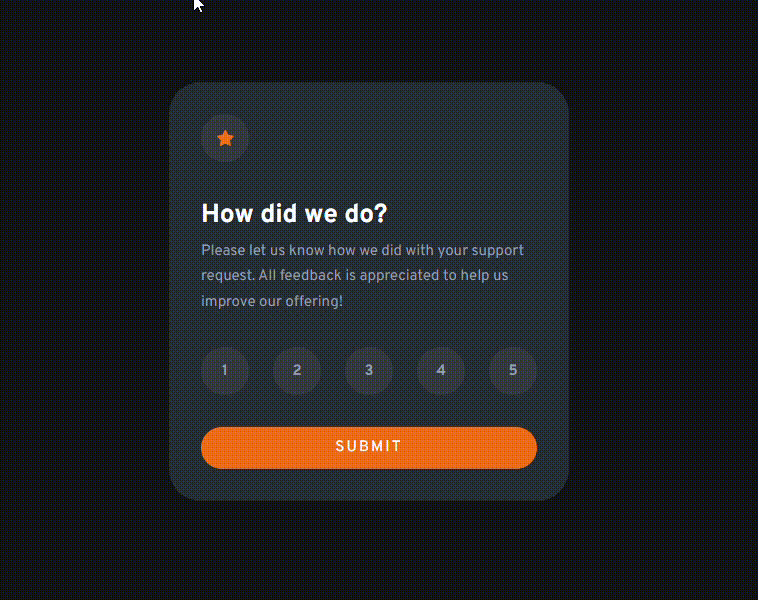 How did we do?
Please let us know how we did with your support
request. All feedback is appreciated to help us
improve our offering!
1 2 3 4 5
SUBMIT